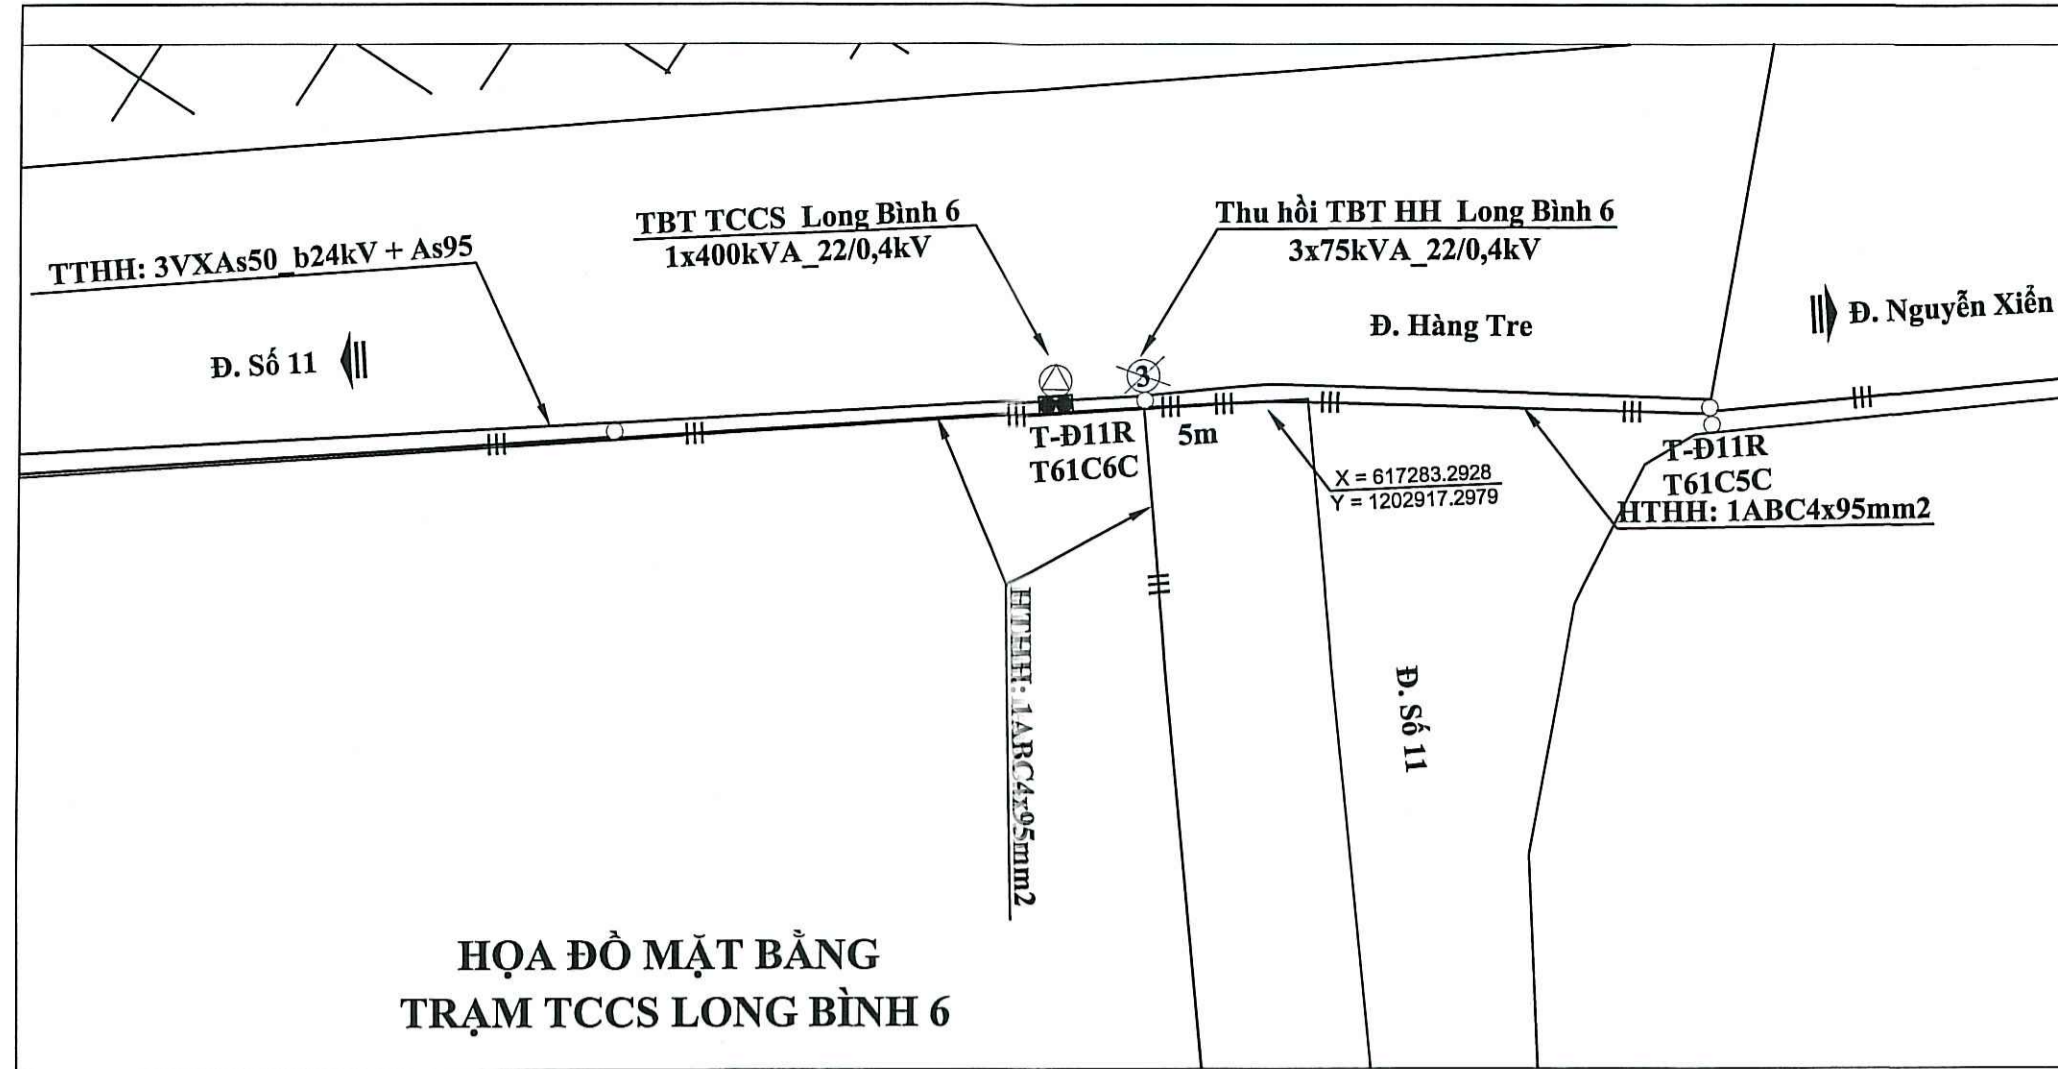 TBT TCCS Long Bình 6
1x400kVA_22/0,4kV
Thu hồi TBT HH Long Bình 6
3x75kVA_22/0,4kV
TTHH: 3VXAs50_b24kV + As95
Đ. Số 11
Đ. Hàng Tre
Đ. Nguyễn Xiển
3
T-Đ11R
T61C6C
5m
X = 617283.2928
Y = 1202917.2979
T-Đ11R
T61C5C
HTHH: 1ABC4x95mm2
HTHH: 1ABC4x95mm2
Đ. Số 11
HỌA ĐỒ MẶT BẰNG
TRẠM TCCS LONG BÌNH 6